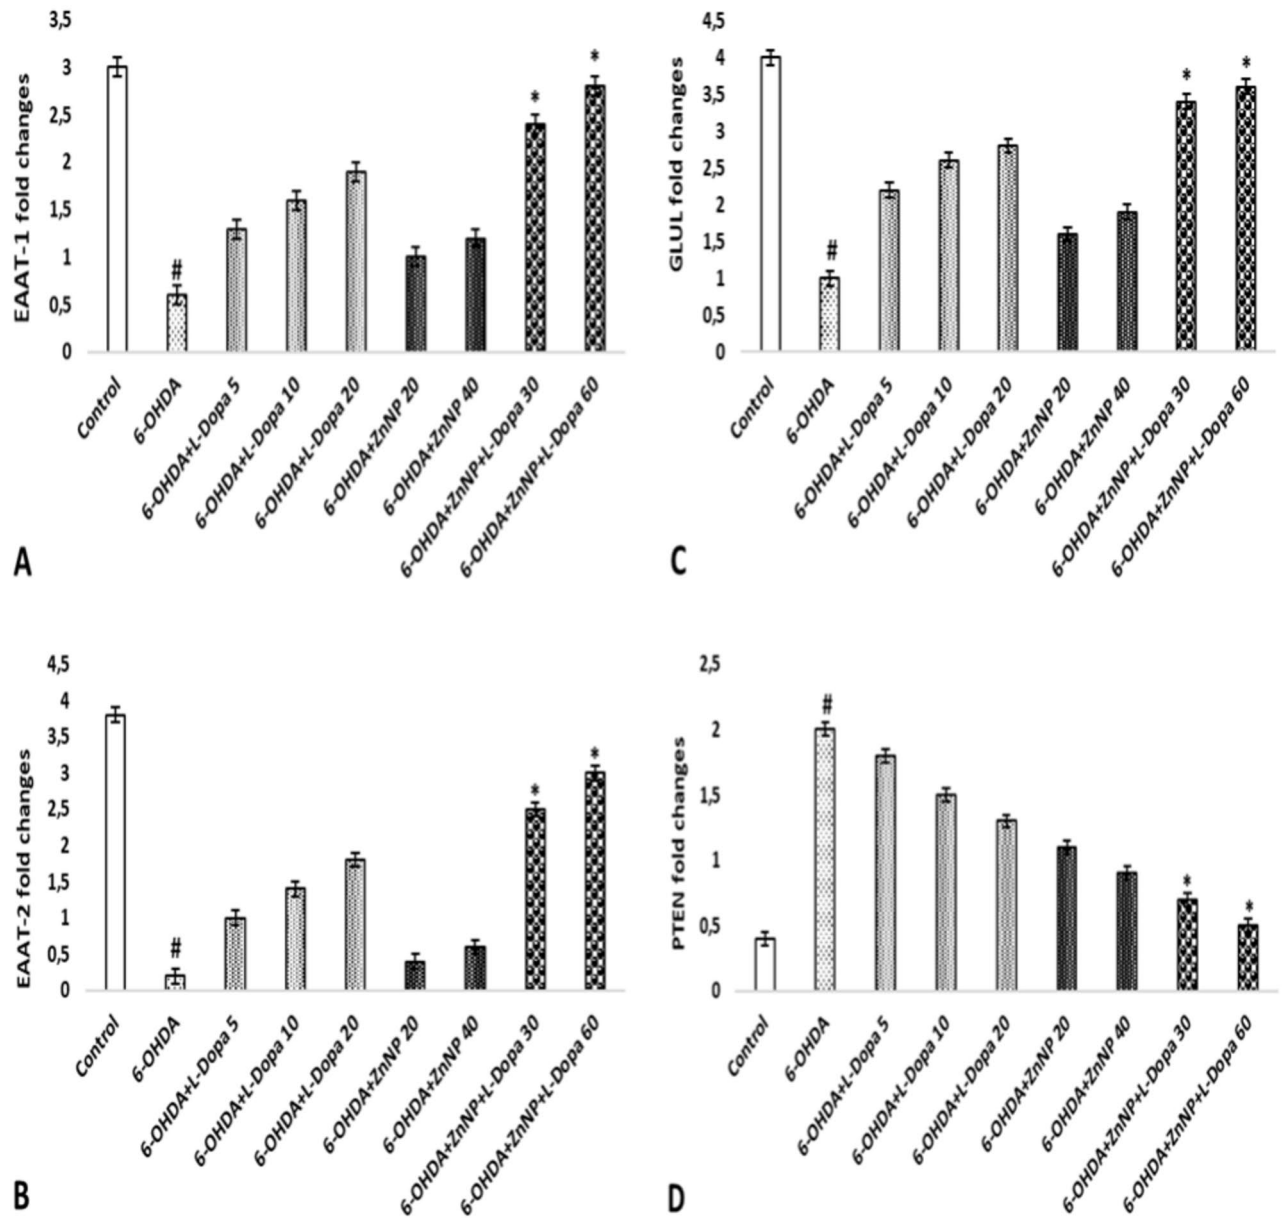 3,5
3
2,5
2
1,5
1
0,5
0
EAAT-1 fold changes
#
*
*
Control
6-OHDA
6-OHDA+L-Dopa 5
6-OHDA+L-Dopa 10
6-OHDA+L-Dopa 20
6-OHDA+ZnNP 20
6-OHDA+ZnNP 40
6-OHDA+ZnNP+L-Dopa 30
6-OHDA+ZnNP+L-Dopa 60
A
4,5
4
3,5
3
2,5
2
1,5
1
0,5
0
GLUL fold changes
#
*
*
Control
6-OHDA
6-OHDA+L-Dopa 5
6-OHDA+L-Dopa 10
6-OHDA+L-Dopa 20
6-OHDA+ZnNP 20
6-OHDA+ZnNP 40
6-OHDA+ZnNP+L-Dopa 30
6-OHDA+ZnNP+L-Dopa 60
C
4,5
4
3,5
3
2,5
2
1,5
1
0,5
0
EAAT-2 fold changes
#
*
*
Control
6-OHDA
6-OHDA+L-Dopa 5
6-OHDA+L-Dopa 10
6-OHDA+L-Dopa 20
6-OHDA+ZnNP 20
6-OHDA+ZnNP 40
6-OHDA+ZnNP+L-Dopa 30
6-OHDA+ZnNP+L-Dopa 60
B
2,5
2
1,5
1
0,5
0
PTEN fold changes
#
*
*
Control
6-OHDA
6-OHDA+L-Dopa 5
6-OHDA+L-Dopa 10
6-OHDA+L-Dopa 20
6-OHDA+ZnNP 20
6-OHDA+ZnNP 40
6-OHDA+ZnNP+L-Dopa 30
6-OHDA+ZnNP+L-Dopa 60
D